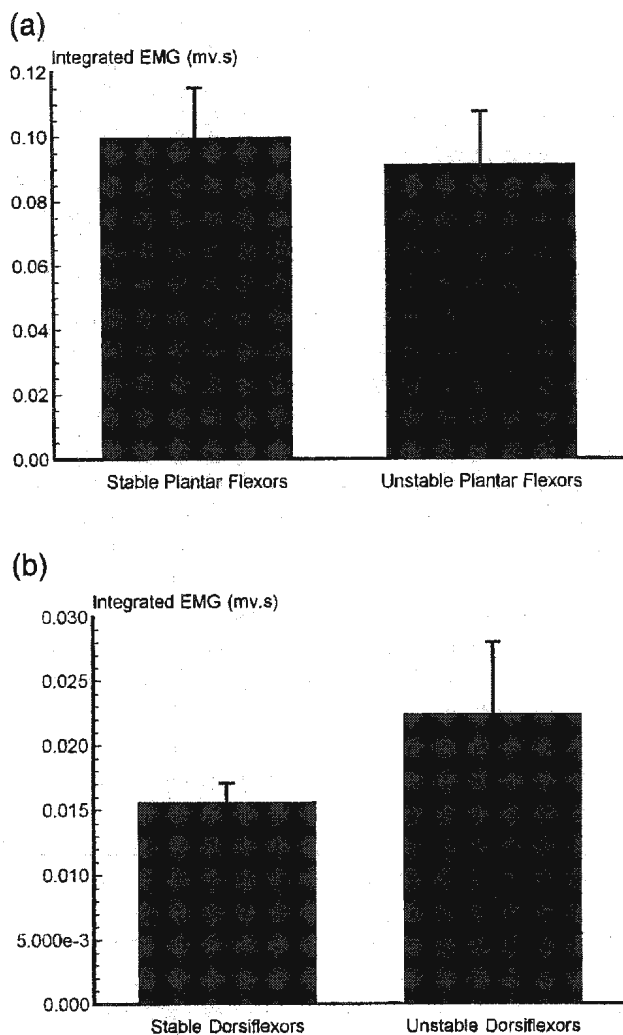 (a)
Integrated EMG (mv.s)
0.12
0.10
0.08
0.06
0.04
0.02
0.00
Stable Plantar Flexors Unstable Plantar Flexors
(b)
Integrated EMG (mv.s)
0.030
0.025
0.020
0.015
0.010
5.000e-3
0.000
Stable Dorsiflexors Unstable Dorsiflexors